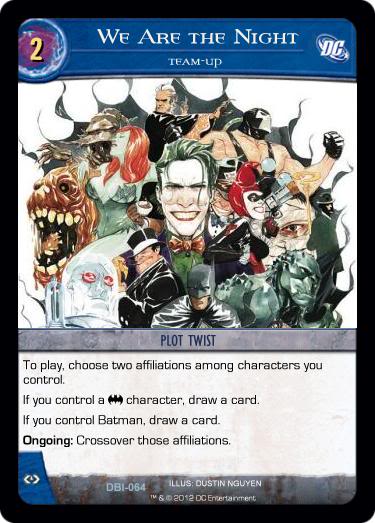 2
We Are the Night
DC
TEAM-UP
PLOT TWIST
To play, choose two affiliations among characters you
control.
If you control a character, draw a card.
If you control Batman, draw a card.
Ongoing: Crossover those affiliations.
DBI-064
ILLUS: DUSTIN NGUYEN
™ & © 2012 DC Entertainment